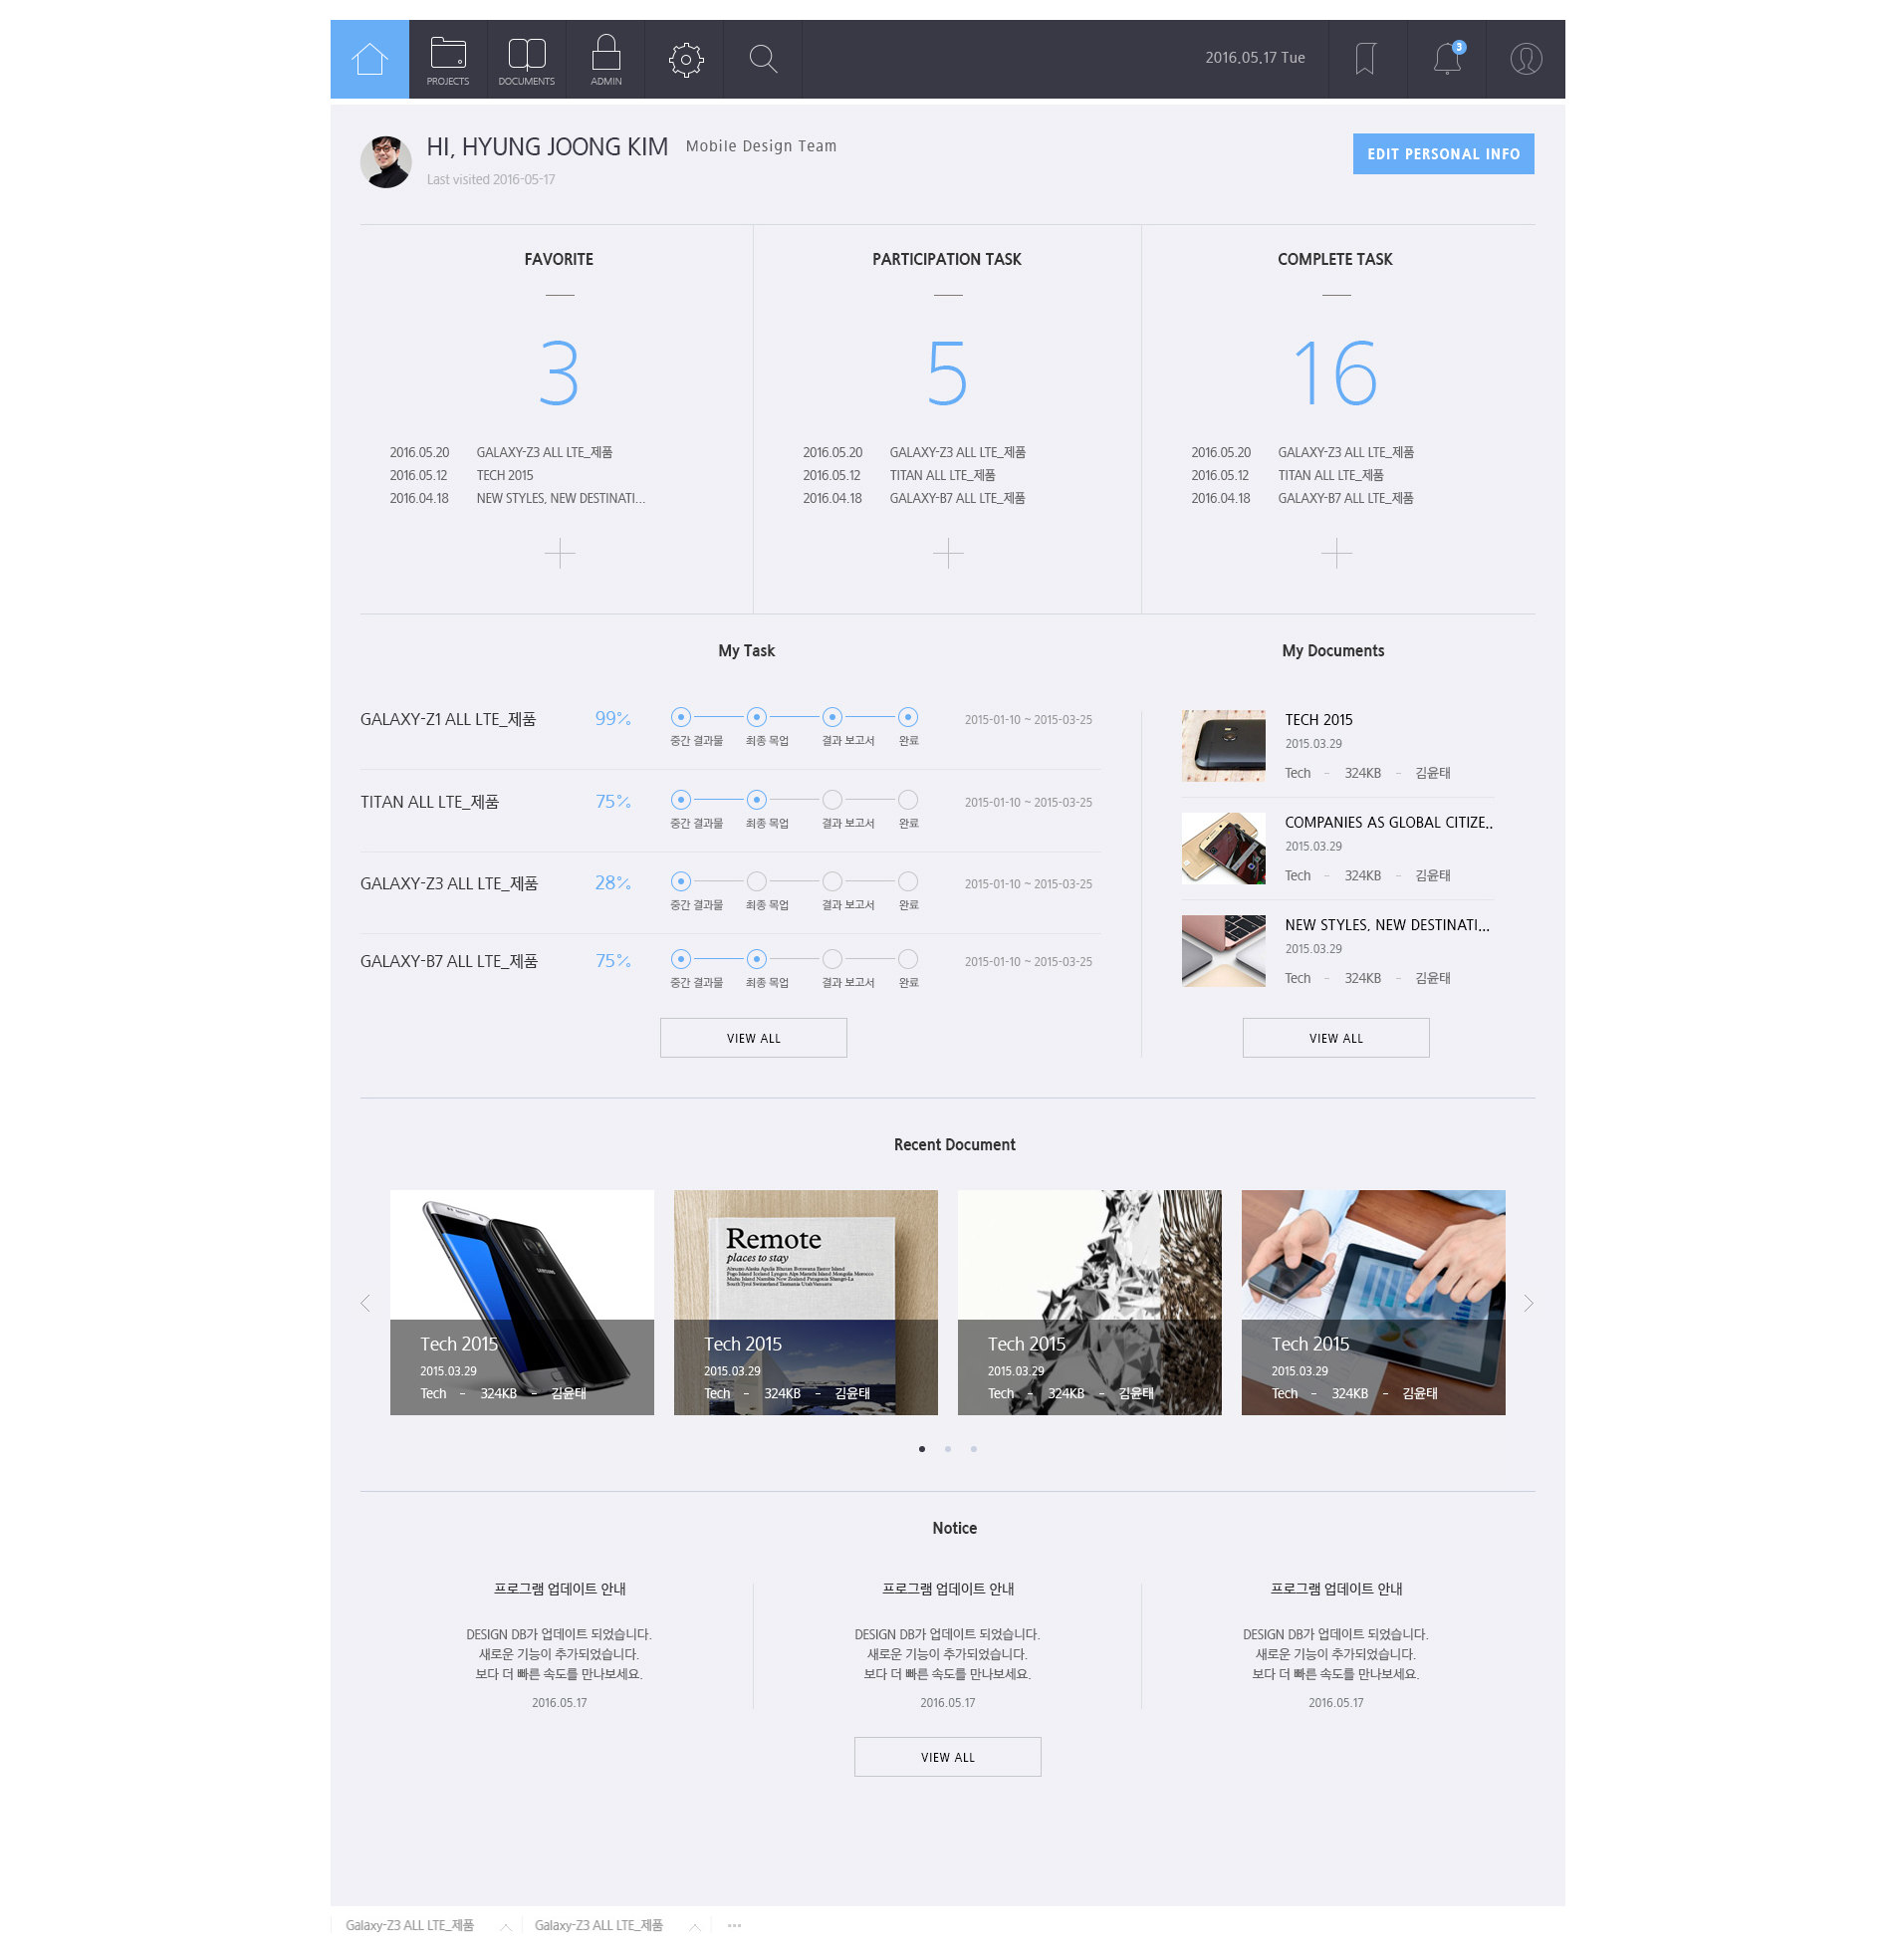 PROJECTS
DOCUMENTS
ADMIN
2016.05.17 Tue
3
HI, HYUNG JOONG KIM
Mobile Design Team
Last visited 2016-05-17
EDIT PERSONAL INFO
FAVORITE
3
2016.05.20 GALAXY-Z3 ALL LTE_제품
2016.05.12 TECH 2015
2016.04.18 NEW STYLES, NEW DESTINATI...
PARTICIPATION TASK
5
2016.05.20 GALAXY-Z3 ALL LTE_제품
2016.05.12 TITAN ALL LTE_제품
2016.04.18 GALAXY-B7 ALL LTE_제품
COMPLETE TASK
16
2016.05.20 GALAXY-Z3 ALL LTE_제품
2016.05.12 TITAN ALL LTE_제품
2016.04.18 GALAXY-B7 ALL LTE_제품
My Task
GALAXY-Z1 ALL LTE_제품 99% 2015-01-10 ~ 2015-03-25
중간 결과물 최종 목업 결과 보고서 완료
TITAN ALL LTE_제품 75% 2015-01-10 ~ 2015-03-25
중간 결과물 최종 목업 결과 보고서 완료
GALAXY-Z3 ALL LTE_제품 28% 2015-01-10 ~ 2015-03-25
중간 결과물 최종 목업 결과 보고서 완료
GALAXY-B7 ALL LTE_제품 75% 2015-01-10 ~ 2015-03-25
중간 결과물 최종 목업 결과 보고서 완료
VIEW ALL
My Documents
TECH 2015
2015.03.29
Tech - 324KB - 김윤태
COMPANIES AS GLOBAL CITIZE..
2015.03.29
Tech - 324KB - 김윤태
NEW STYLES, NEW DESTINATI...
2015.03.29
Tech - 324KB - 김윤태
VIEW ALL
Recent Document
SAMSUNG
Tech 2015
2015.03.29
Tech - 324KB - 김윤태
Remote
places to stay
Tech 2015
2015.03.29
Tech - 324KB - 김윤태
Tech 2015
2015.03.29
Tech - 324KB - 김윤태
Tech 2015
2015.03.29
Tech - 324KB - 김윤태
Notice
프로그램 업데이트 안내
DESIGN DB가 업데이트 되었습니다.
새로운 기능이 추가되었습니다.
보다 더 빠른 속도를 만나보세요.
2016.05.17
프로그램 업데이트 안내
DESIGN DB가 업데이트 되었습니다.
새로운 기능이 추가되었습니다.
보다 더 빠른 속도를 만나보세요.
2016.05.17
프로그램 업데이트 안내
DESIGN DB가 업데이트 되었습니다.
새로운 기능이 추가되었습니다.
보다 더 빠른 속도를 만나보세요.
2016.05.17
VIEW ALL
Galaxy-Z3 ALL LTE_제품
Galaxy-Z3 ALL LTE_제품